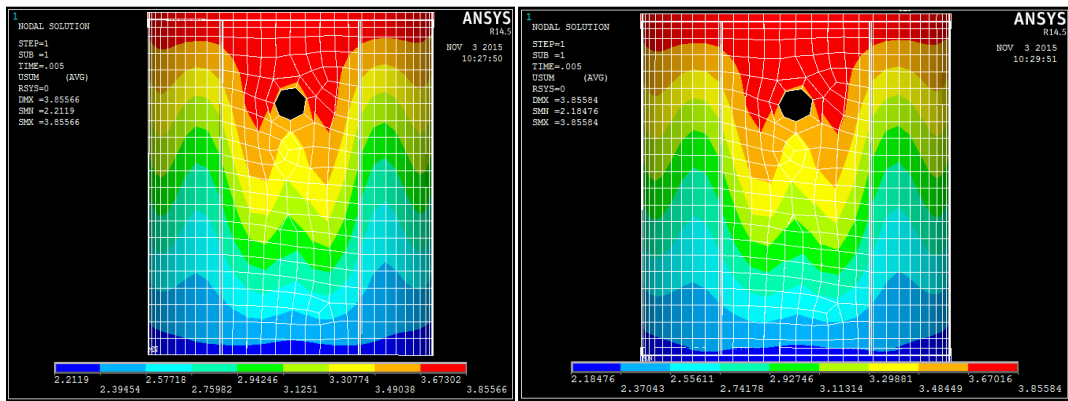 1
NODAL SOLUTION
STEP=1
SUB =1
TIME=.005
USUM     (AVG)
RSYS=0
DMX =3.85566
SMN =2.2119
SMX =3.85566
ANSYS
R14.5
NOV  3 2015
10:27:50
2.2119
2.39454
2.57718
2.75982
2.94246
3.1251
3.30774
3.49038
3.67302
3.85566
1
NODAL SOLUTION
STEP=1
SUB =1
TIME=.005
USUM     (AVG)
RSYS=0
DMX =3.85584
SMN =2.18476
SMX =3.85584
ANSYS
R14.5
NOV  3 2015
10:29:51
2.18476
2.37043
2.55611
2.74178
2.92746
3.11314
3.29881
3.48449
3.67016
3.85584